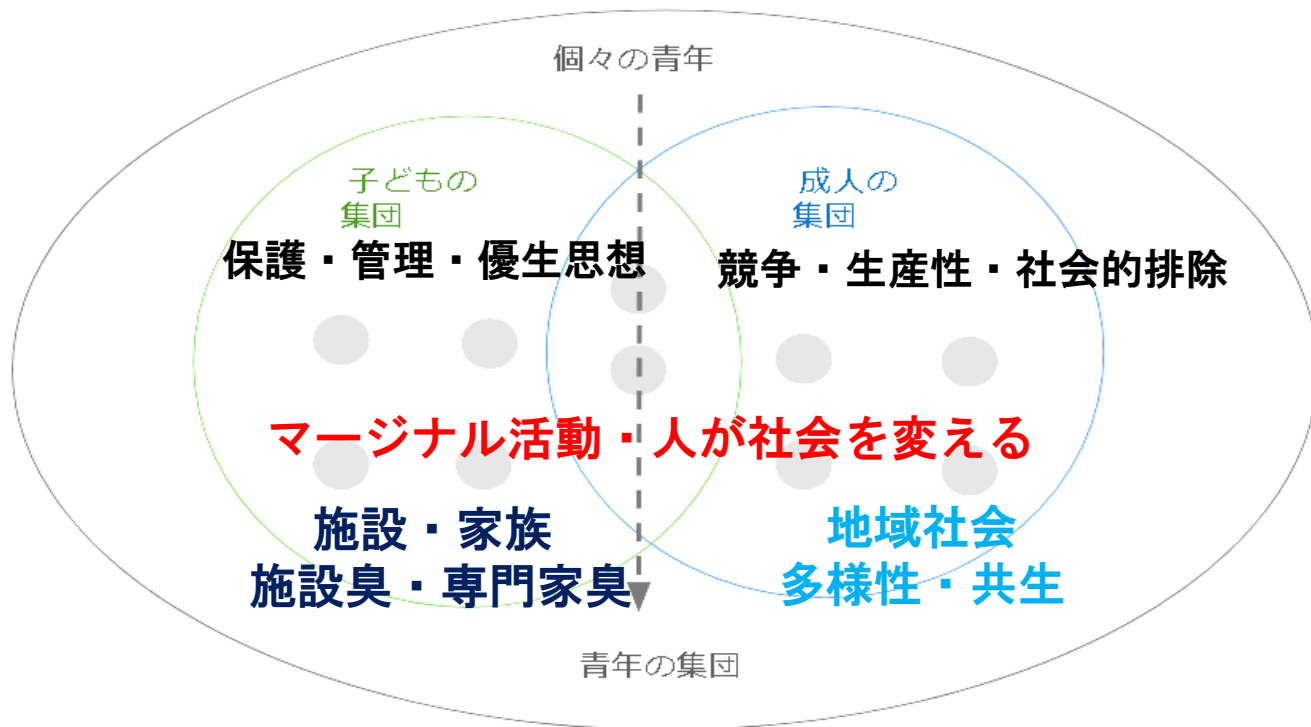 個々の青年
子どもの
集団
成人の
集団
保護・管理・優生思想
競争・生産性・社会的排除
マージナル活動・人が社会を変える
施設・家族
施設臭・専門家臭
地域社会
多様性・共生
青年の集団